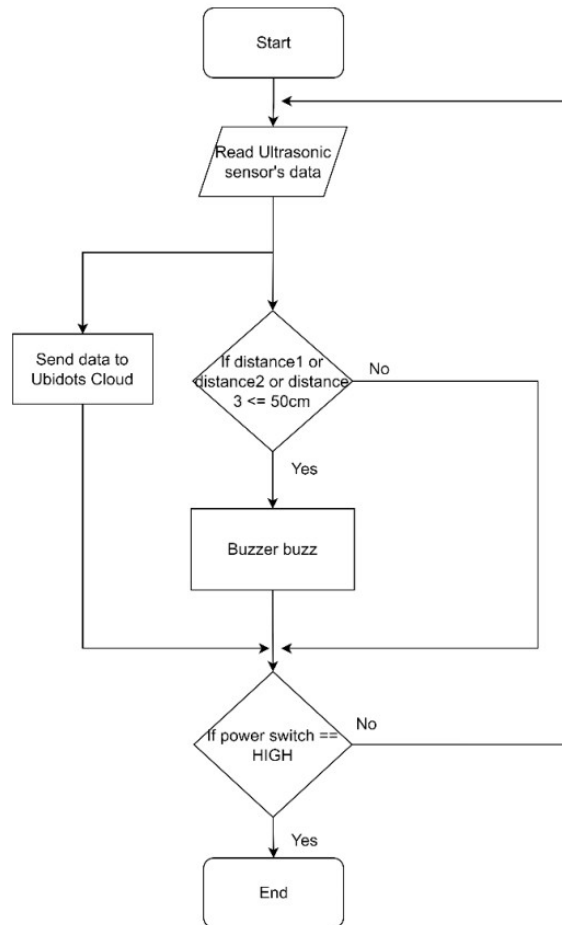 Start
Read Ultrasonic
sensor's data
Send data to
Ubidots Cloud
If distance1 or
distance2 or distance
3 <= 50cm
No
Yes
Buzzer buzz
If power switch ==
HIGH
No
Yes
End